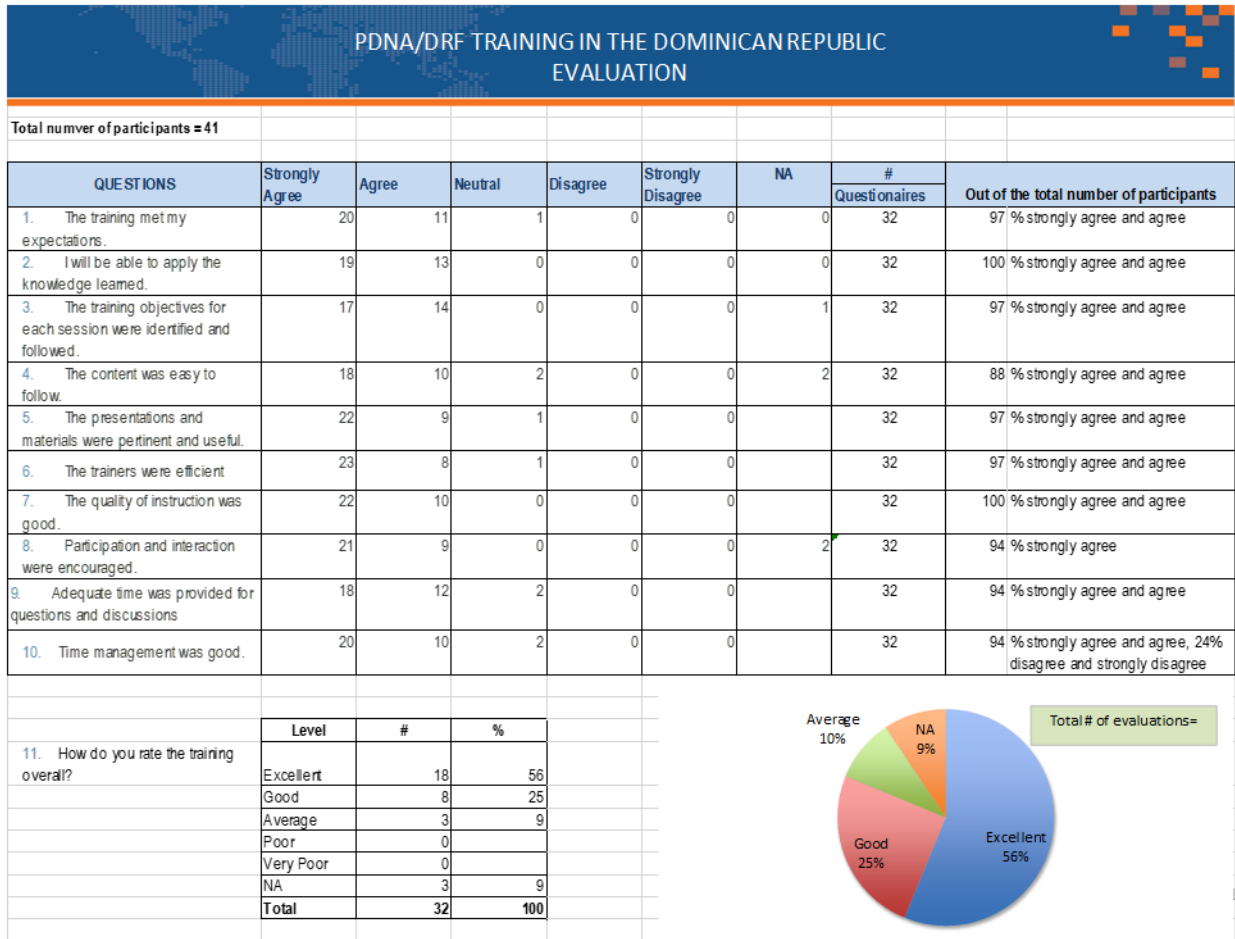 PDNA/DRF TRAINING IN THE DOMINICAN REPUBLIC
EVALUATION
Total numver of participants = 41
QUESTIONS
Strongly
Agree
Agree
Neutral
Disagree
Strongly
Disagree
NA
#
Questionaires
Out of the total number of participants
1. The training met my
expectations.
20 11 1 0 0 0 32 97 % strongly agree and agree
2. I will be able to apply the
knowledge learned.
19 13 0 0 0 0 32 100 % strongly agree and agree
3. The training objectives for
each session were identified and
followed.
17 14 0 0 0 1 32 97 % strongly agree and agree
4. The content was easy to
follow.
18 10 2 0 0 2 32 88 % strongly agree and agree
5. The presentations and
materials were pertinent and useful.
22 9 1 0 0 32 97 % strongly agree and agree
6. The trainers were efficient
23 8 1 0 0 32 97 % strongly agree and agree
7. The quality of instruction was
good.
22 10 0 0 0 32 100 % strongly agree and agree
8. Participation and interaction
were encouraged.
21 9 0 0 0 2 32 94 % strongly agree
9. Adequate time was provided for
questions and discussions
18 12 2 0 0 32 94 % strongly agree and agree
10. Time management was good.
20 10 2 0 0 32 94 % strongly agree and agree, 24%
disagree and strongly disagree
11. How do you rate the training
overall?
Level # %
Excellent 18 56
Good 8 25
Average 3 9
Poor 0
Very Poor 0
NA 3 9
Total 32 100
Average
10%
NA
9%
Total # of evaluations=
Good
25%
Excellent
56%